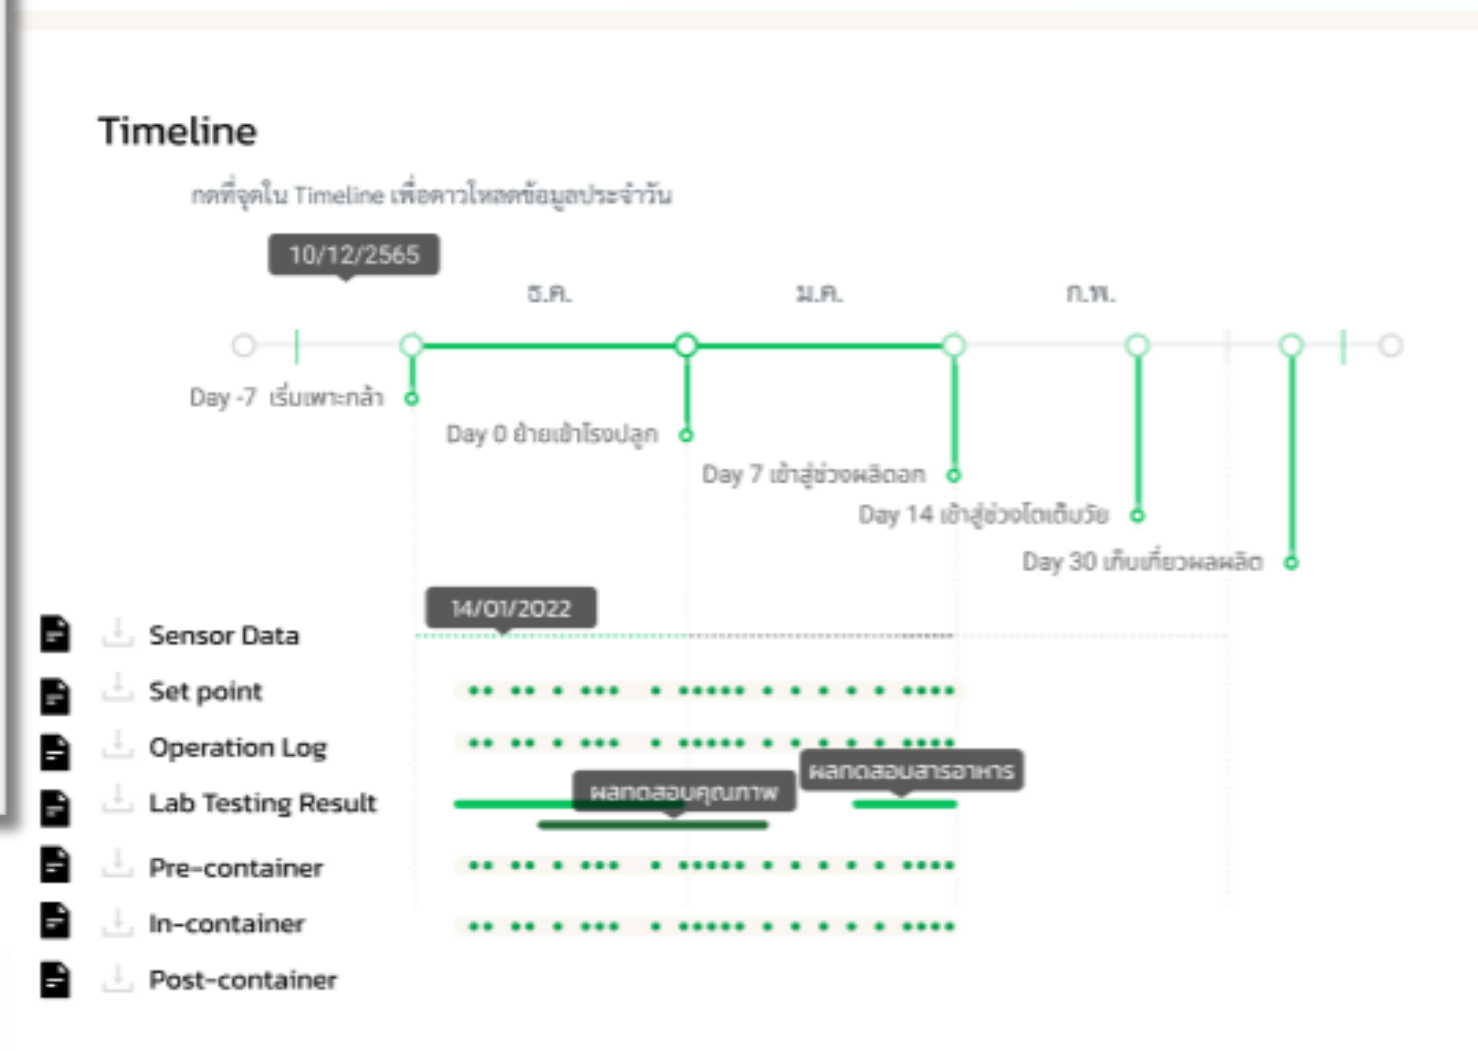 Timeline
กดที่จุดใน Timeline เพื่อดาวโหลดข้อมูลประจำวัน
10/12/2565
ธ.ค.
ม.ค.
ก.พ.
Day -7 เริ่มเพาะกล้า
Day 0 ย้ายเข้าโรงปลูก
Day 7 เข้าสู่ช่วงผลิดอก
Day 14 เข้าสู่ช่วงโตเต็มวัย
Day 30 เก็บเกี่ยวผลผลิต
14/01/2022
Sensor Data
Set point
Operation Log
ผลทดสอบสารอาหาร
ผลทดสอบคุณภาพ
Lab Testing Result
Pre-container
In-container
Post-container